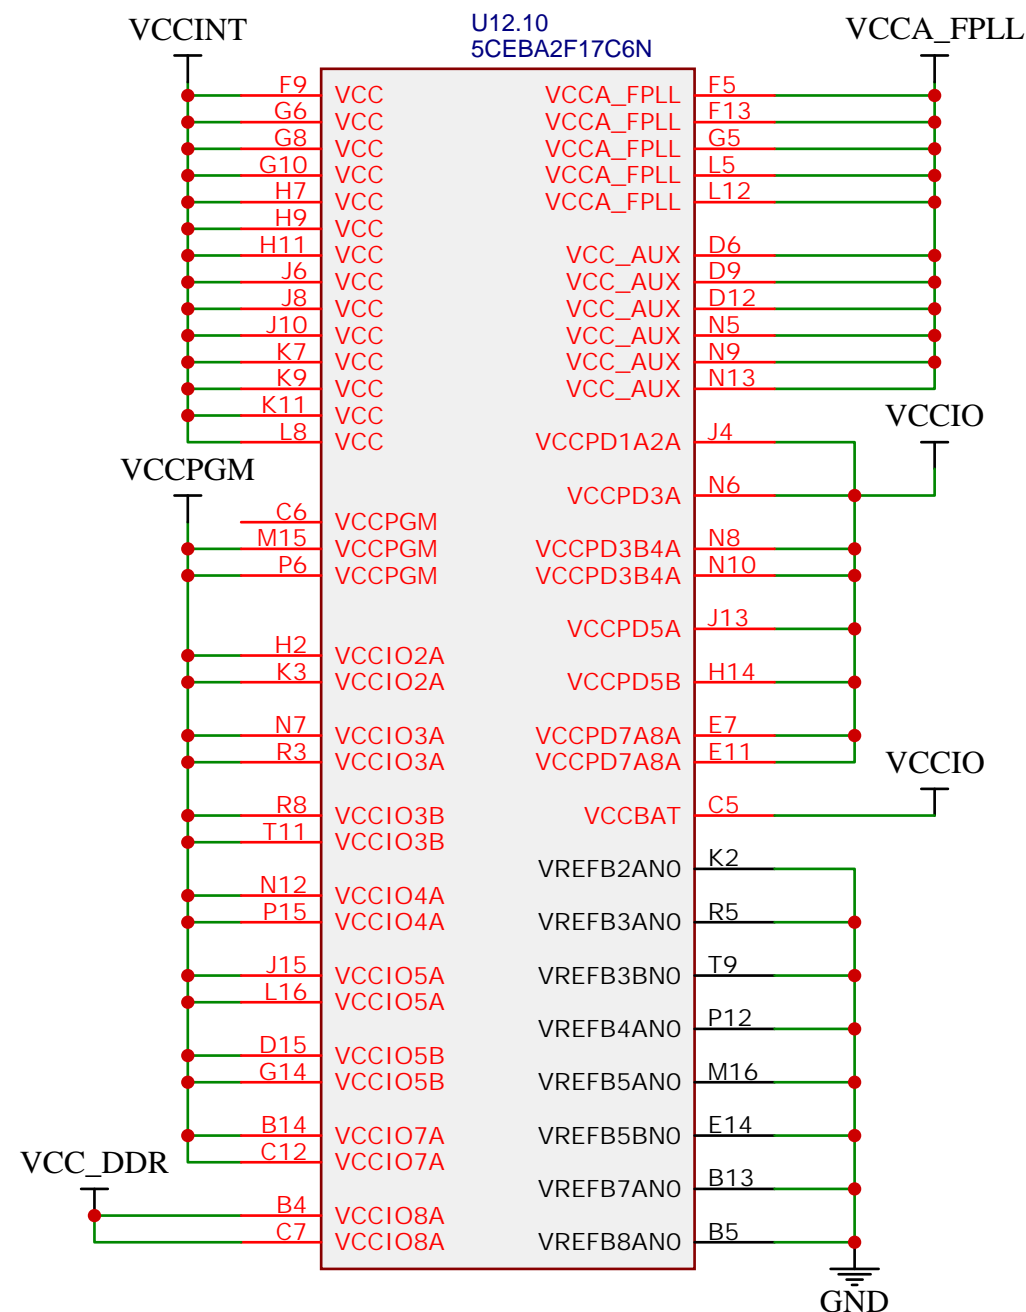 U12.10
5CEBA2F17C6N
VCCINT
VCCA_FPLL
F9 VCC VCCA_FPLL F5
G6 VCC VCCA_FPLL F13
G8 VCC VCCA_FPLL G5
G10 VCC VCCA_FPLL L5
H7 VCC VCCA_FPLL L12
H9 VCC
H11 VCC VCC_AUX D6
J6 VCC VCC_AUX D9
J8 VCC VCC_AUX D12
J10 VCC VCC_AUX N5
K7 VCC VCC_AUX N9
K9 VCC VCC_AUX N13
K11 VCC
VCCIO
L8 VCC VCCPD1A2A J4
VCCPGM
VCCPD3A N6
C6 VCCPGM
M15 VCCPGM VCCPD3B4A N8
P6 VCCPGM VCCPD3B4A N10
VCCPD5A J13
H2 VCCIO2A
K3 VCCIO2A VCCPD5B H14
N7 VCCIO3A VCCPD7A8A E7
R3 VCCIO3A VCCPD7A8A E11
VCCIO
R8 VCCIO3B VCCBAT C5
T11 VCCIO3B
VREFB2AN0 K2
N12 VCCIO4A
P15 VCCIO4A VREFB3AN0 R5
J15 VCCIO5A VREFB3BN0 T9
L16 VCCIO5A
VREFB4AN0 P12
D15 VCCIO5B
G14 VCCIO5B VREFB5AN0 M16
B14 VCCIO7A VREFB5BN0 E14
C12 VCCIO7A
VCC_DDR
VREFB7AN0 B13
B4 VCCIO8A
C7 VCCIO8A VREFB8AN0 B5
GND